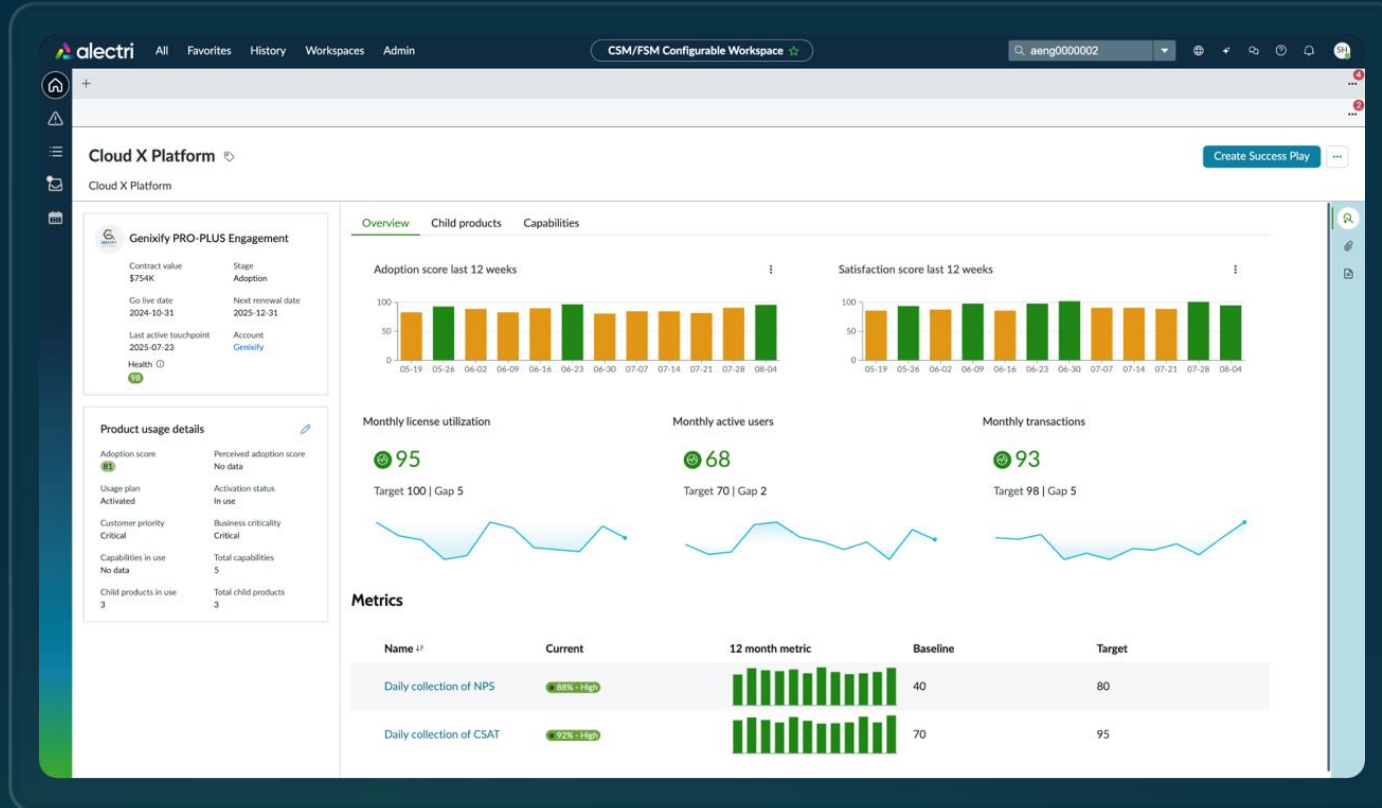 alectri All Favorites History Workspaces Admin CSM/FSM Configurable Workspace aeng0000002 SH
4
2
Cloud X Platform Create Success Play
Cloud X Platform
Genixify PRO-PLUS Engagement
Contract value Stage
$754K Adoption
Go live date Next renewal date
2024-10-31 2025-12-31
Last active touchpoint Account
2025-07-23 Genixify
Health
98
Product usage details
Adoption score Perceived adoption score
81 No data
Usage plan Activation status
Activated In use
Customer priority Business criticality
Critical Critical
Capabilities in use Total capabilities
No data 5
Child products in use Total child products
3 3
Overview Child products Capabilities
Adoption score last 12 weeks
100
50
0
05-19 05-26 06-02 06-09 06-16 06-23 06-30 07-07 07-14 07-21 07-28 08-04
Satisfaction score last 12 weeks
100
50
0
05-19 05-26 06-02 06-09 06-16 06-23 06-30 07-07 07-14 07-21 07-28 08-04
Monthly license utilization
95
Target 100 | Gap 5
Monthly active users
68
Target 70 | Gap 2
Monthly transactions
93
Target 98 | Gap 5
Metrics
Name Current 12 month metric Baseline Target
Daily collection of NPS 88% - High 40 80
Daily collection of CSAT 92% - High 70 95